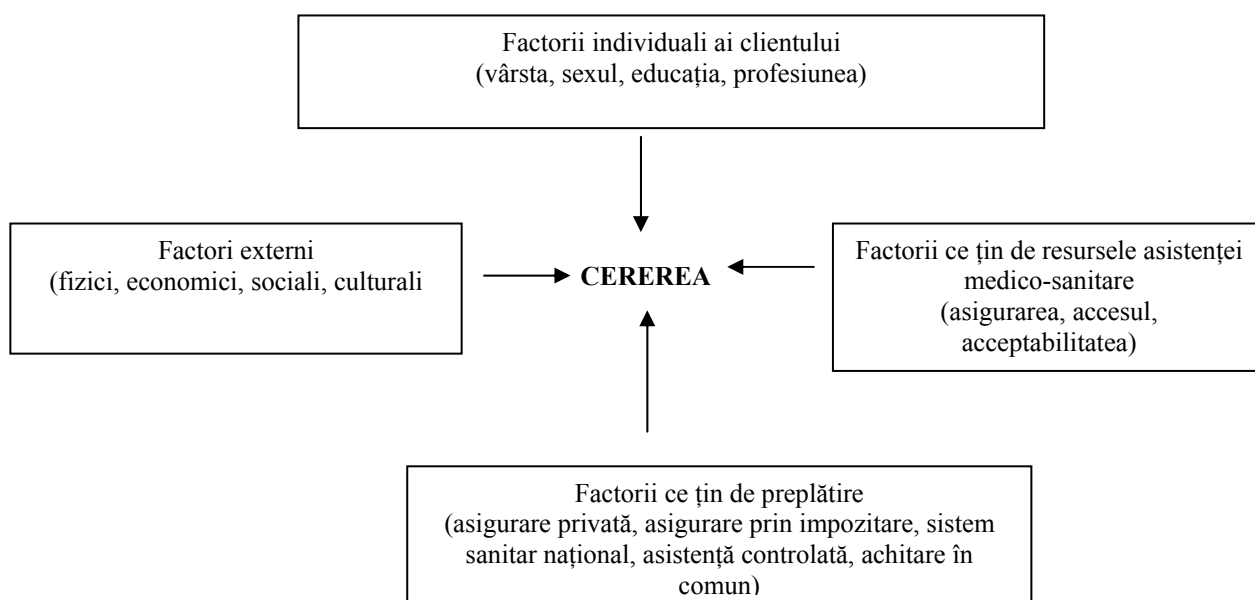 Factorii individuali ai clientului
(vârsta, sexul, educația, profesiunea)
Factori externi
(fizici, economici, sociali, culturali
CEREREA
Factorii ce țin de resursele asistenței
medico-sanitare
(asigurarea, accesul,
acceptabilitatea)
Factorii ce țin de preplătire
(asigurare privată, asigurare prin impozitare, sistem
sanitar național, asistență controlată, achitare în
comun)